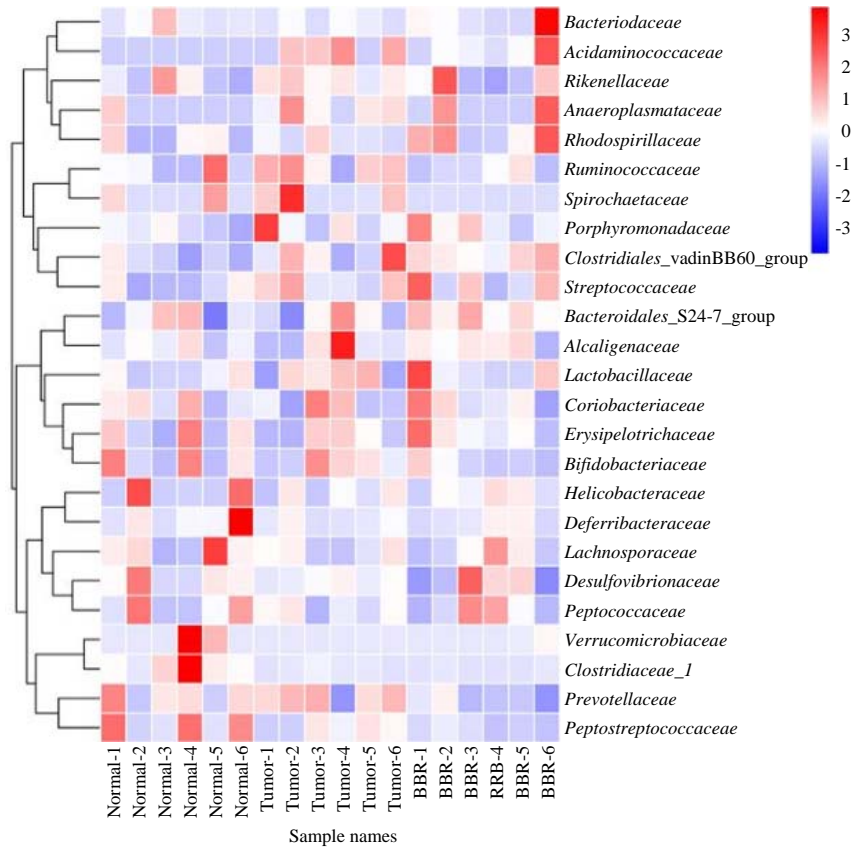 Bacteriodaceae
Acidaminococcaceae
Rikenellaceae
Anaeroplasmataceae
Rhodospirillaceae
Ruminococcaceae
Spirochaetaceae
Porphyromonadaceae
Clostridiales_vadinBB60_group
Streptococcaceae
Bacteroidales_S24-7_group
Alcaligenaceae
Lactobacillaceae
Coriobacteriaceae
Erysipelotrichaceae
Bifidobacteriaceae
Helicobacteraceae
Deferribacteraceae
Lachnosporaceae
Desulfovibrionaceae
Peptococcaceae
Verrucomicrobiaceae
Clostridiaceae_1
Prevotellaceae
Peptostreptococcaceae
3
2
1
0
-1
-2
-3
Normal-1
Normal-2
Normal-3
Normal-4
Normal-5
Normal-6
Tumor-1
Tumor-2
Tumor-3
Tumor-4
Tumor-5
Tumor-6
BBR-1
BBR-2
BBR-3
RRB-4
BBR-5
BBR-6
Sample names